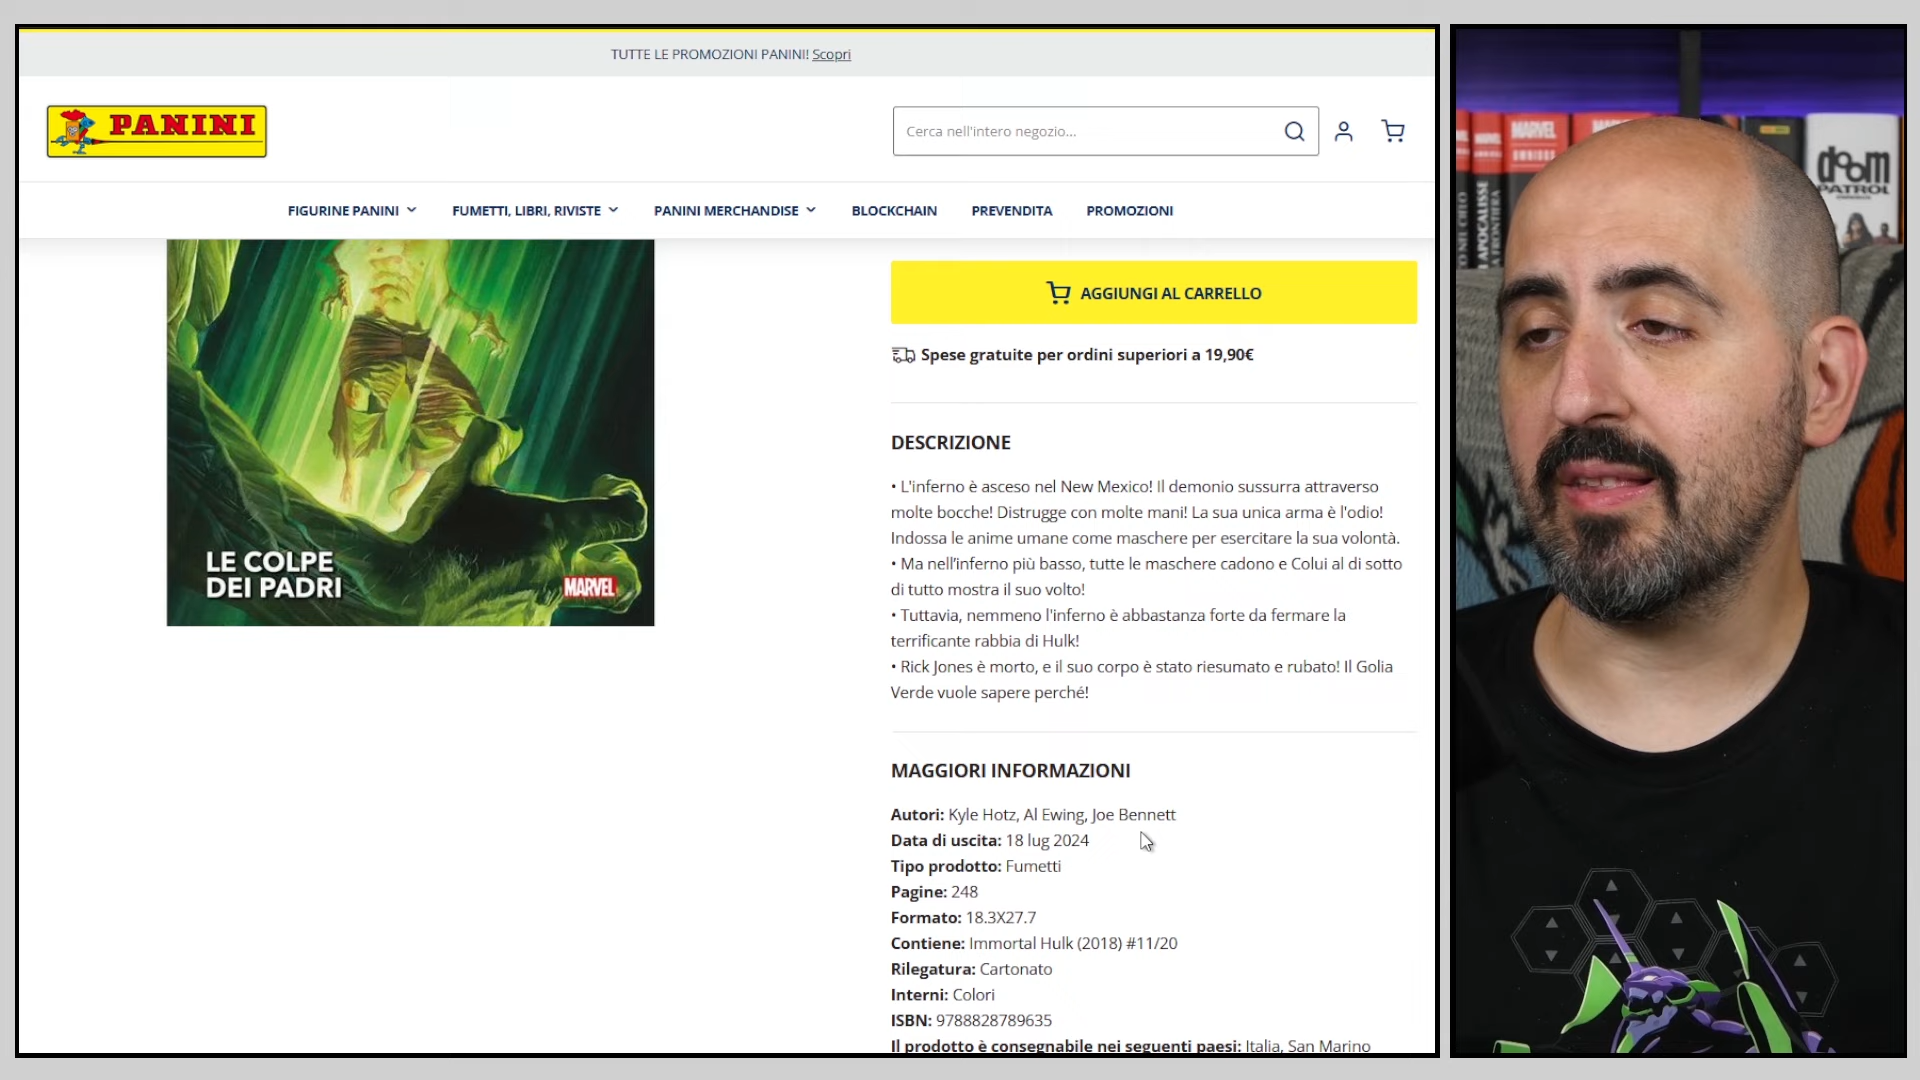 TUTTE LE PROMOZIONI PANINI! Scopri
PANINI
Cerca nell'intero negozio...
FIGURINE PANINI
FUMETTI, LIBRI, RIVISTE
PANINI MERCHANDISE
BLOCKCHAIN
PREVENDITA
PROMOZIONI
LE COLPE
DEI PADRI
MARVEL
AGGIUNGI AL CARRELLO
Spese gratuite per ordini superiori a 19,90€
DESCRIZIONE
• L'inferno è asceso nel New Mexico! Il demonio sussurra attraverso
molte bocche! Distrugge con molte mani! La sua unica arma è l'odio!
Indossa le anime umane come maschere per esercitare la sua volontà.
• Ma nell’inferno più basso, tutte le maschere cadono e Colui al di sotto
di tutto mostra il suo volto!
• Tuttavia, nemmeno l'inferno è abbastanza forte da fermare la
terrificante rabbia di Hulk!
• Rick Jones è morto, e il suo corpo è stato riesumato e rubato! Il Golia
Verde vuole sapere perché!
MAGGIORI INFORMAZIONI
Autori: Kyle Hotz, Al Ewing, Joe Bennett
Data di uscita: 18 lug 2024
Tipo prodotto: Fumetti
Pagine: 248
Formato: 18.3X27.7
Contiene: Immortal Hulk (2018) #11/20
Rilegatura: Cartonato
Interni: Colori
ISBN: 9788828789635
Il prodotto è consegnabile nei seguenti paesi: Italia, San Marino
MARVEL
OMNIBUS
APOCALISSE
doom
PATROL